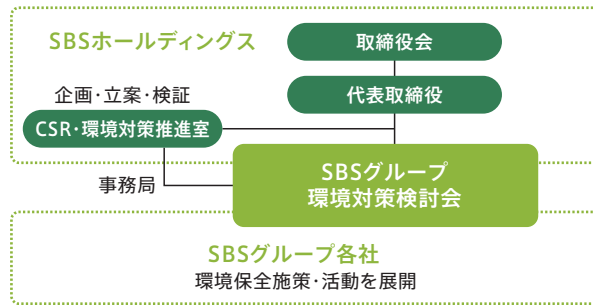 SBSホールディングス
取締役会
代表取締役
企画・立案・検証
CSR・環境対策推進室
事務局
SBSグループ
環境対策検討会
SBSグループ各社
環境保全施策・活動を展開